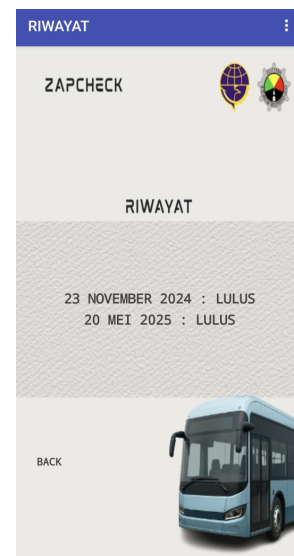 RIWAYAT
ZAPCHECK
RIWAYAT
23 NOVEMBER 2024 : LULUS
20 MEI 2025 : LULUS
BACK